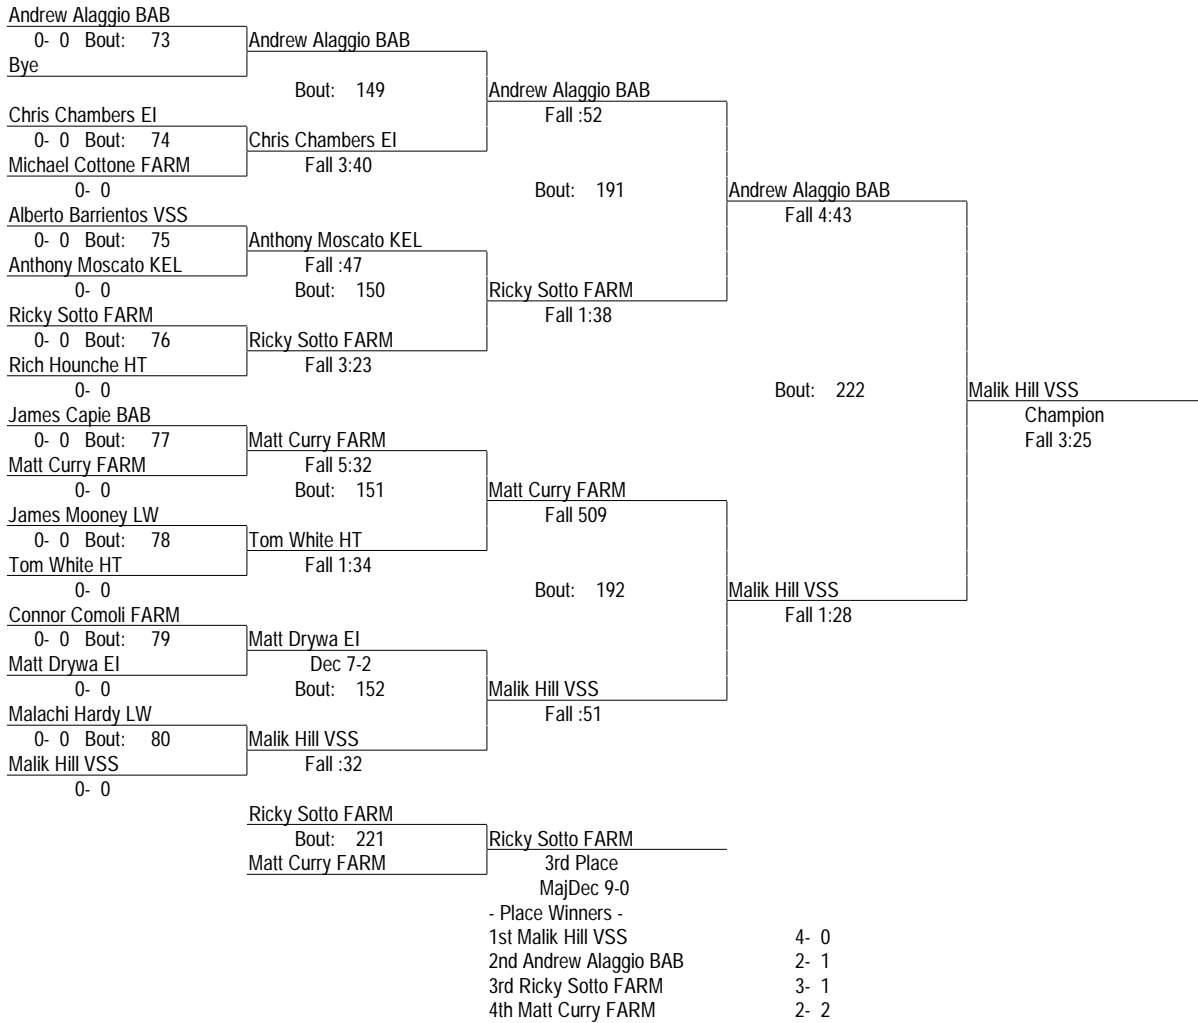 Andrew Alaggio BAB
0- 0 Bout: 73
Andrew Alaggio BAB
Bye
Bout: 149
Andrew Alaggio BAB
Chris Chambers EI
Fall :52
0- 0 Bout: 74
Chris Chambers EI
Michael Cottone FARM
Fall 3:40
0- 0
Bout: 191
Andrew Alaggio BAB
Alberto Barrientos VSS
Fall 4:43
0- 0 Bout: 75
Anthony Moscato KEL
Anthony Moscato KEL
Fall :47
0- 0
Bout: 150
Ricky Sotto FARM
Ricky Sotto FARM
Fall 1:38
0- 0 Bout: 76
Ricky Sotto FARM
Rich Hounche HT
Fall 3:23
0- 0
Bout: 222
Malik Hill VSS
James Capie BAB
Champion
0- 0 Bout: 77
Matt Curry FARM
Fall 3:25
Matt Curry FARM
Fall 5:32
0- 0
Bout: 151
Matt Curry FARM
James Mooney LW
Fall 509
0- 0 Bout: 78
Tom White HT
Tom White HT
Fall 1:34
0- 0
Bout: 192
Malik Hill VSS
Connor Comoli FARM
Fall 1:28
0- 0 Bout: 79
Matt Drywa EI
Matt Drywa EI
Dec 7-2
0- 0
Bout: 152
Malik Hill VSS
Malachi Hardy LW
Fall :51
0- 0 Bout: 80
Malik Hill VSS
Malik Hill VSS
Fall :32
0- 0
Ricky Sotto FARM
Bout: 221
Ricky Sotto FARM
Matt Curry FARM
3rd Place
MajDec 9-0
- Place Winners -
1st Malik Hill VSS 4- 0
2nd Andrew Alaggio BAB 2- 1
3rd Ricky Sotto FARM 3- 1
4th Matt Curry FARM 2- 2